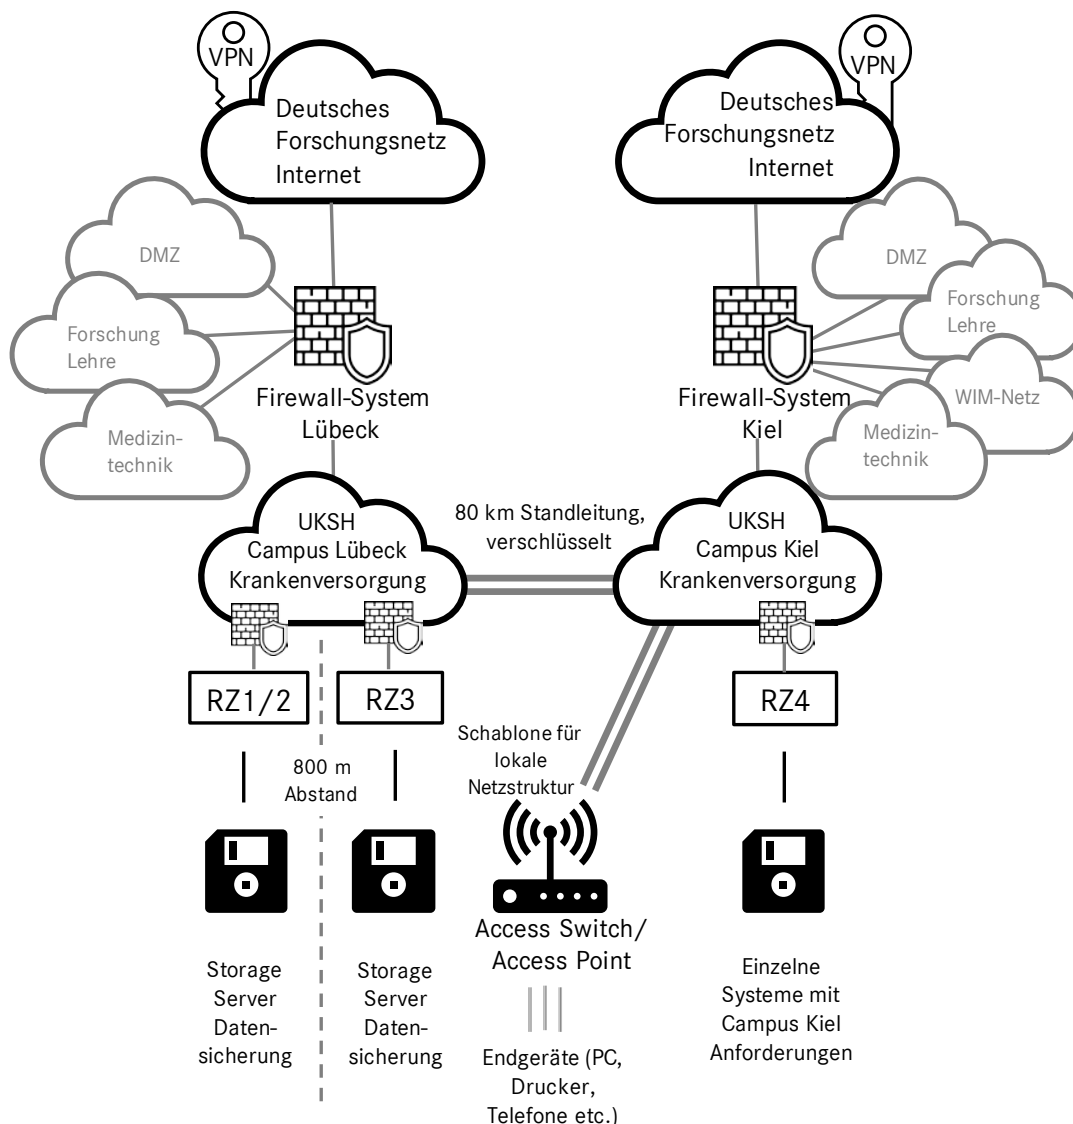 VPN
Deutsches
Forschungsnetz
Internet
VPN
Deutsches
Forschungsnetz
Internet
DMZ
Forschung
Lehre
Medizin-
technik
DMZ
Forschung
Lehre
WIM-Netz
Medizin-
technik
Firewall-System
Lübeck
Firewall-System
Kiel
UKSH
Campus Lübeck
Krankenversorgung
80 km Standleitung,
verschlüsselt
UKSH
Campus Kiel
Krankenversorgung
RZ1/2
RZ3
RZ4
800 m
Abstand
Schablone für
lokale
Netzstruktur
Access Switch/
Access Point
Storage
Server
Daten-
sicherung
Storage
Server
Daten-
sicherung
Endgeräte (PC,
Drucker,
Telefone etc.)
Einzelne
Systeme mit
Campus Kiel
Anforderungen